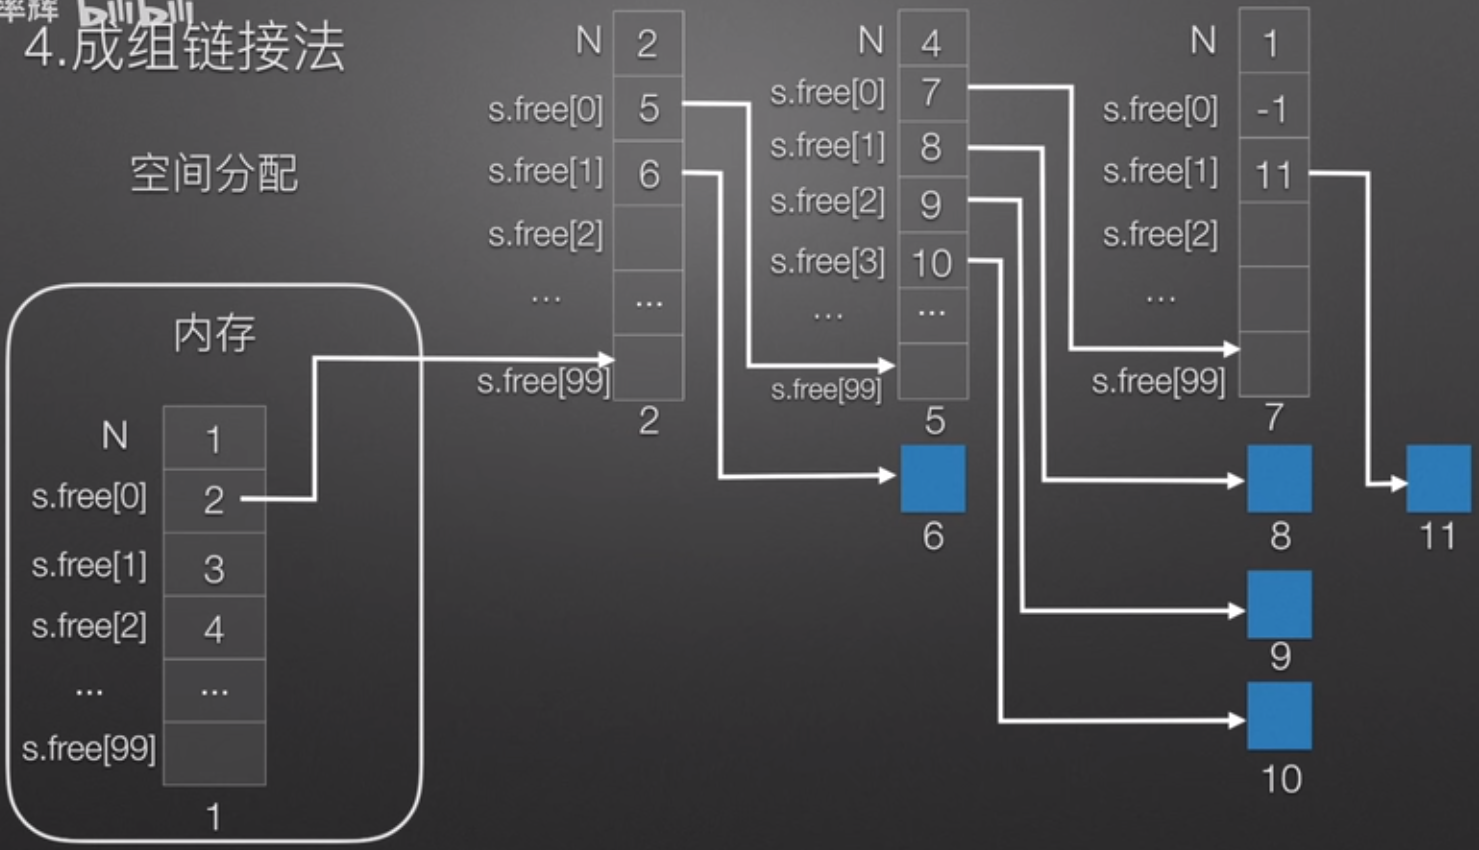 率辉 bilibili
4.成组链接法
空间分配
内存
N 1
s.free[0] 2
s.free[1] 3
s.free[2] 4
... ...
s.free[99]
1
N 2
s.free[0] 5
s.free[1] 6
s.free[2]
... ...
s.free[99]
2
N 4
s.free[0] 7
s.free[1] 8
s.free[2] 9
s.free[3] 10
... ...
s.free[99]
5
6
N 1
s.free[0] -1
s.free[1] 11
s.free[2]
...
s.free[99]
7
8
9
10
11